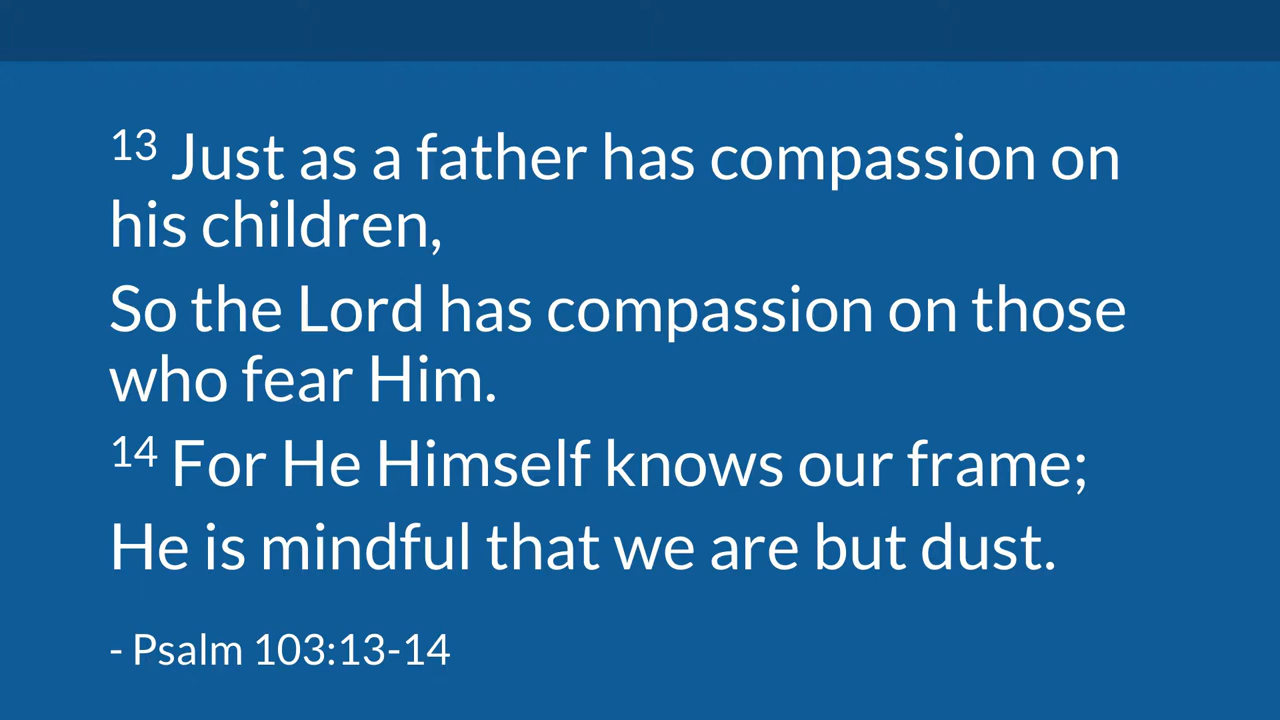 13 Just as a father has compassion on
his children,
So the Lord has compassion on those
who fear Him.
14 For He Himself knows our frame;
He is mindful that we are but dust.
- Psalm 103:13-14